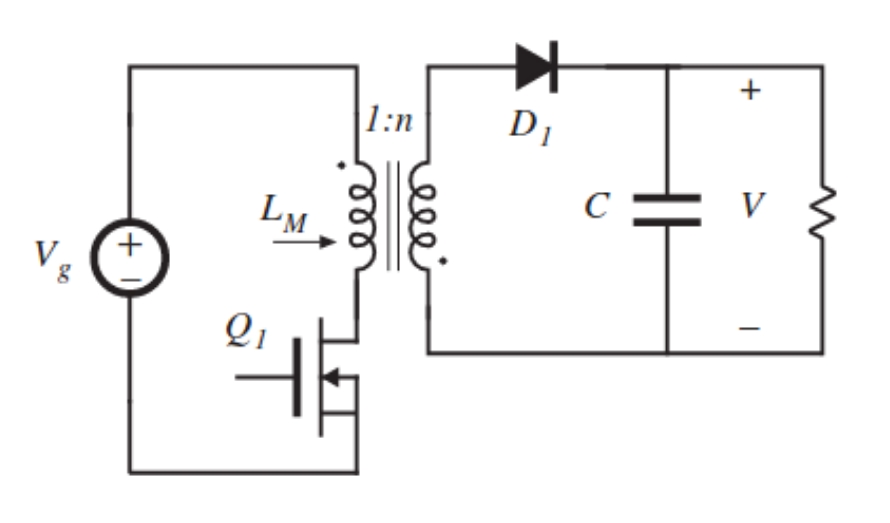 1:n
D1
+
LM
C
V
Vg
+
−
Q1
−